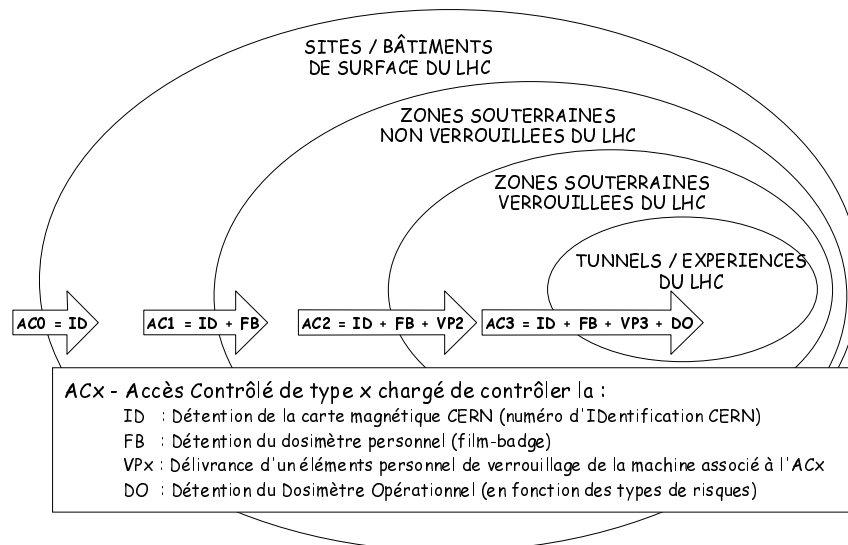 SITES / BÂTIMENTS
DE SURFACE DU LHC
ZONES SOUTERRAINES
NON VERROUILLEES DU LHC
ZONES SOUTERRAINES
VERROUILLEES DU LHC
TUNNELS / EXPERIENCES
DU LHC
AC0 = ID
AC1 = ID + FB
AC2 = ID + FB + VP2
AC3 = ID + FB + VP3 + DO
ACx - Accès Contrôlé de type x chargé de contrôler la :
ID : Détention de la carte magnétique CERN (numéro d'IDentification CERN)
FB : Détention du dosimètre personnel (film-badge)
VPx : Délivrance d'un éléments personnel de verrouillage de la machine associé à l'ACx
DO : Détention du Dosimètre Opérationnel (en fonction des types de risques)